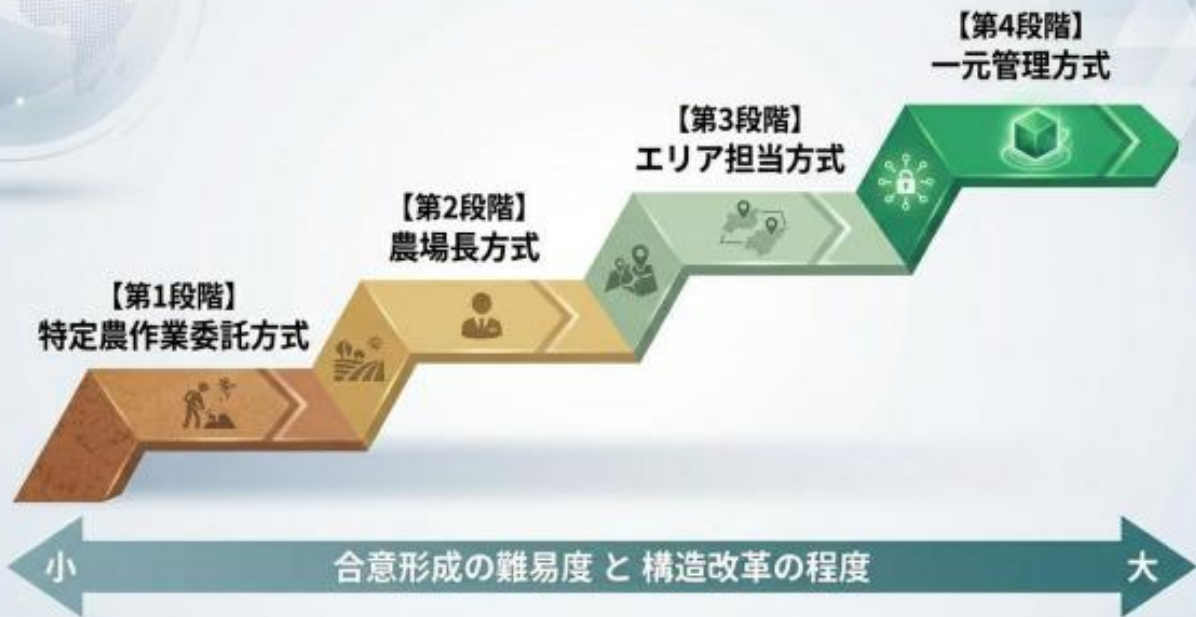 【第4段階】
一元管理方式
【第3段階】
エリア担当方式
【第2段階】
農場長方式
【第1段階】
特定農作業委託方式
小 合意形成の難易度 と 構造改革の程度 大